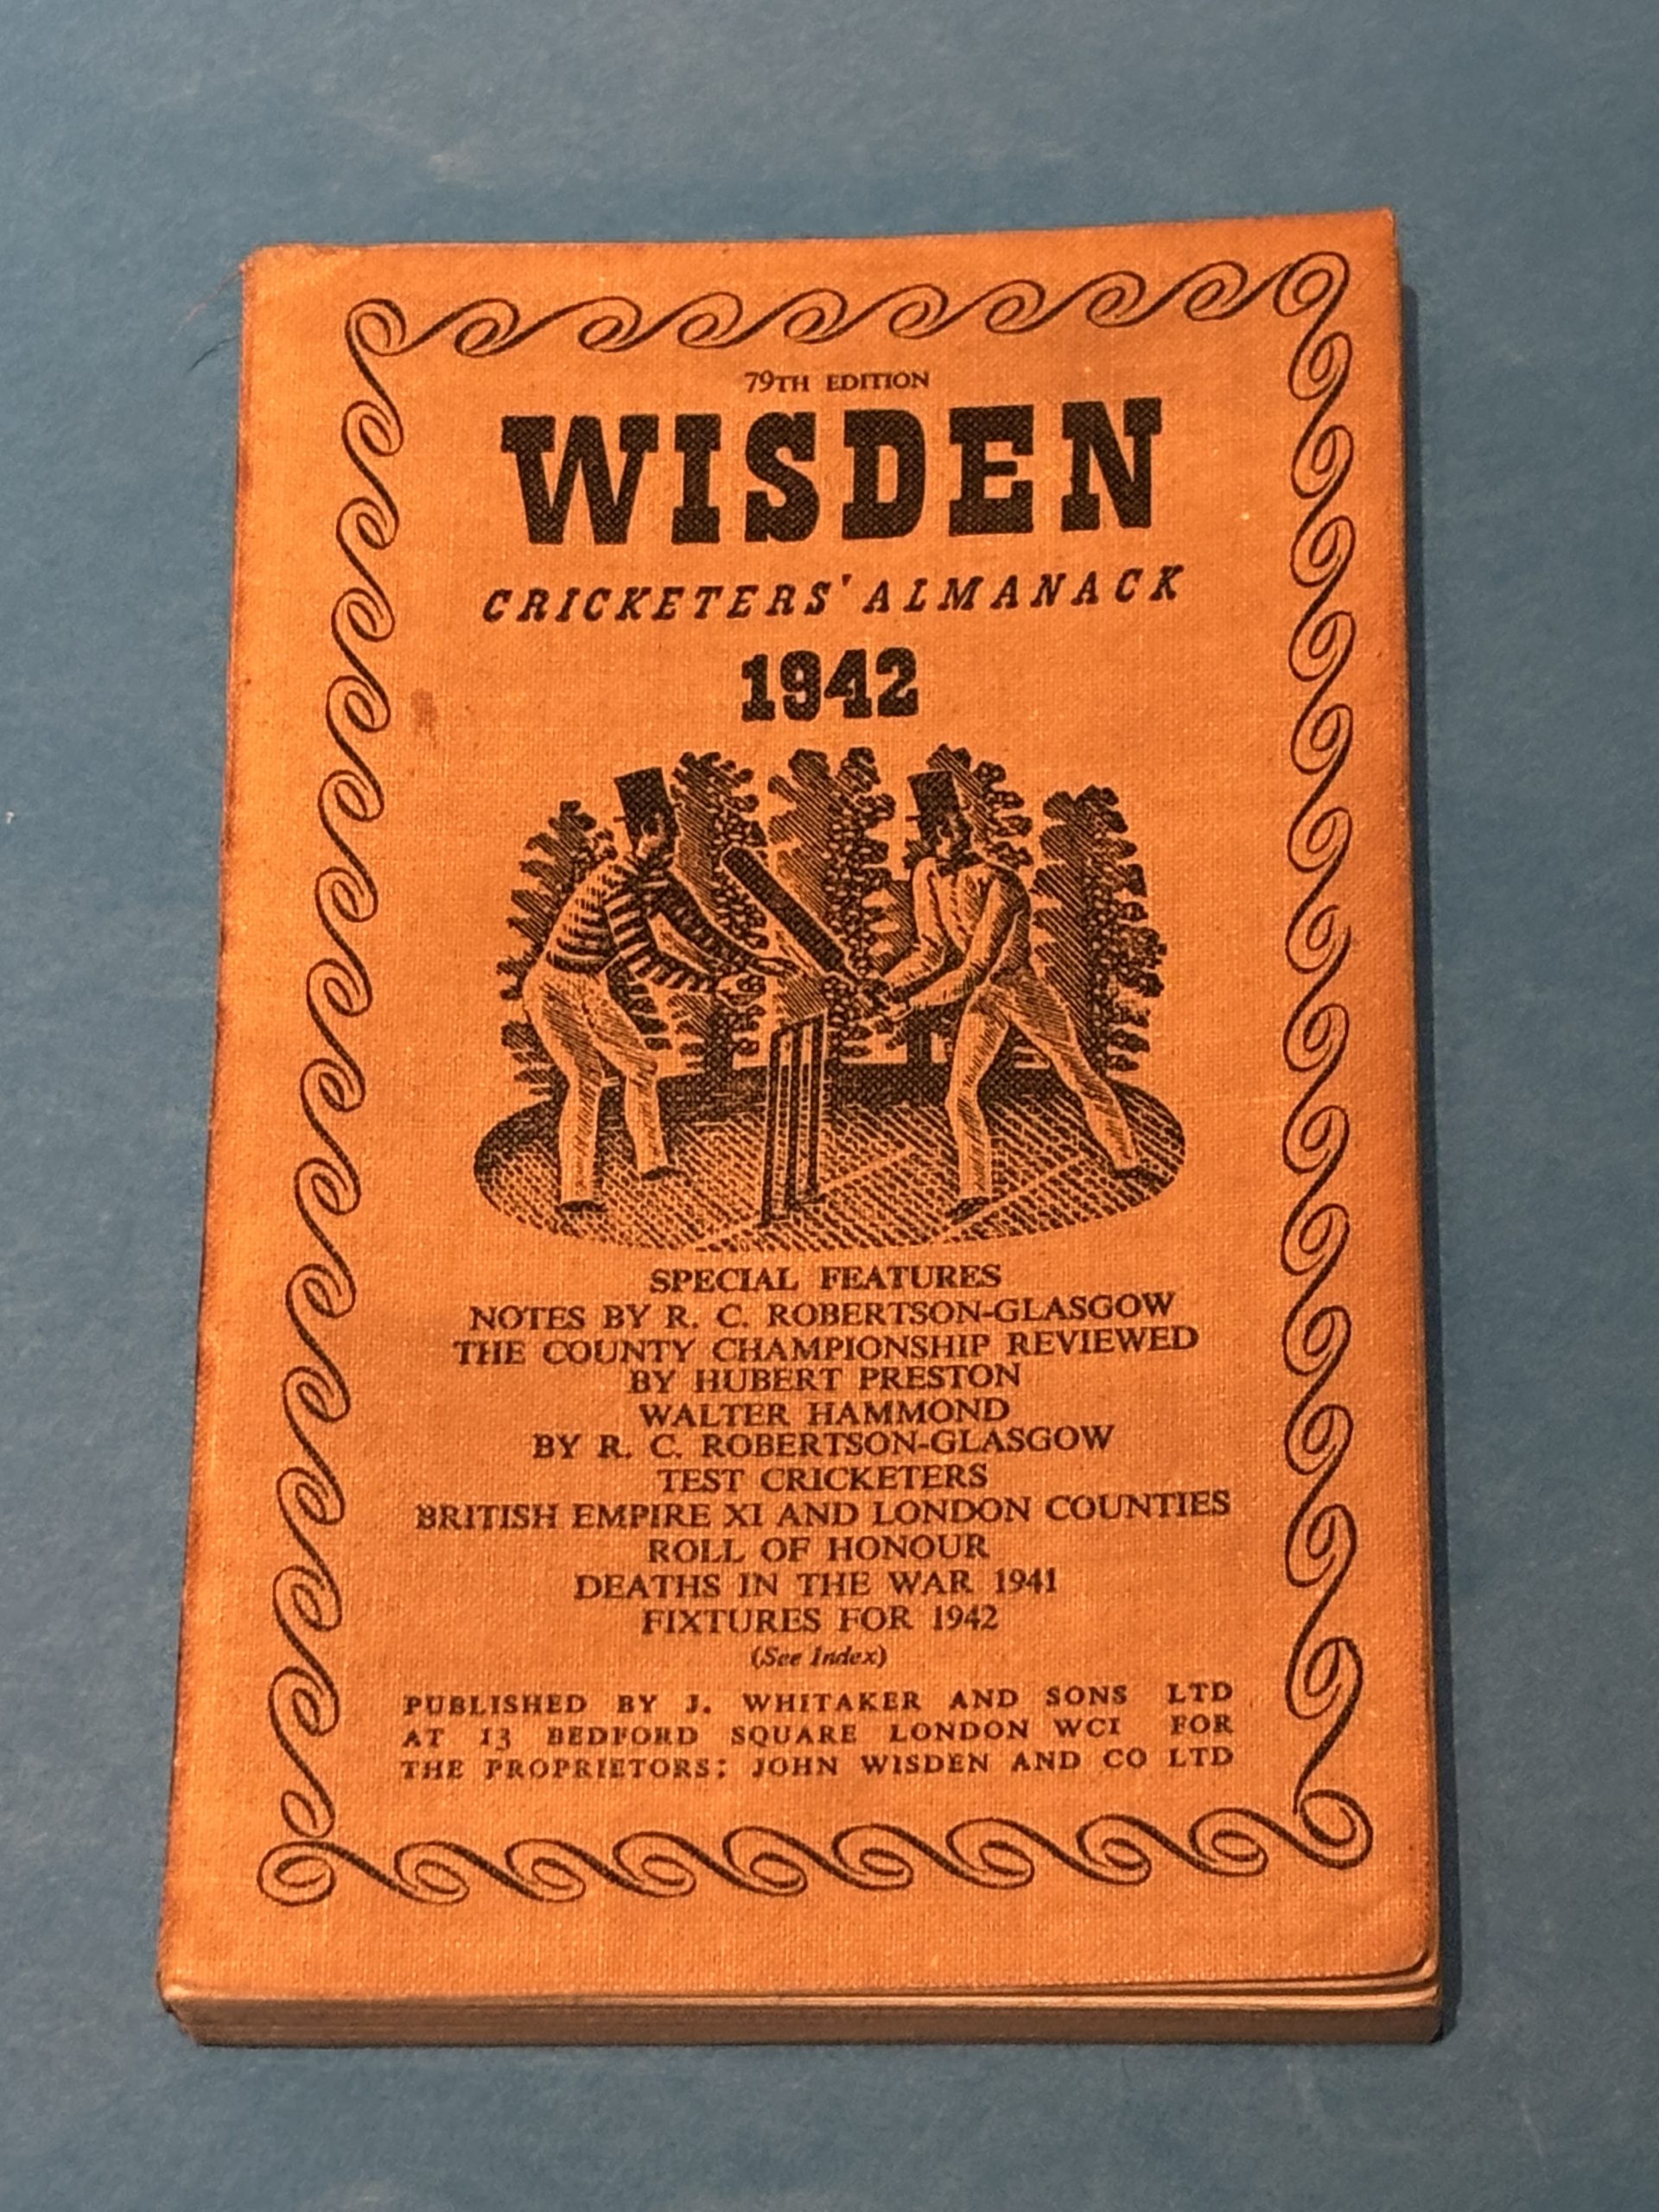 79TH EDITION
WISDEN
CRICKETERS' ALMANACK
1942
SPECIAL FEATURES
NOTES BY R. C. ROBERTSON-GLASGOW
THE COUNTY CHAMPIONSHIP REVIEWED
BY HUBERT PRESTON
WALTER HAMMOND
BY R. C. ROBERTSON-GLASGOW
TEST CRICKETERS
BRITISH EMPIRE XI AND LONDON COUNTIES
ROLL OF HONOUR
DEATHS IN THE WAR 1941
FIXTURES FOR 1942
(See Index)
PUBLISHED BY J. WHITAKER AND SONS LTD
AT 13 BEDFORD SQUARE LONDON WC1 FOR
THE PROPRIETORS: JOHN WISDEN AND CO LTD